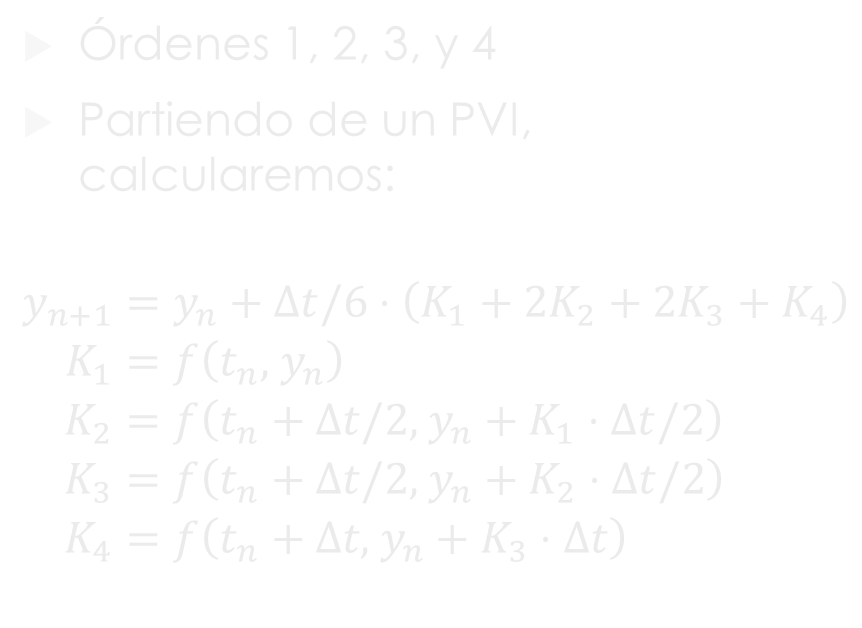 Órdenes 1, 2, 3, y 4
Partiendo de un PVI,
calcularemos:
yₙ₊₁ = yₙ + Δt/6 · (K₁ + 2K₂ + 2K₃ + K₄)
K₁ = f(tₙ, yₙ)
K₂ = f(tₙ + Δt/2, yₙ + K₁ · Δt/2)
K₃ = f(tₙ + Δt/2, yₙ + K₂ · Δt/2)
K₄ = f(tₙ + Δt, yₙ + K₃ · Δt)